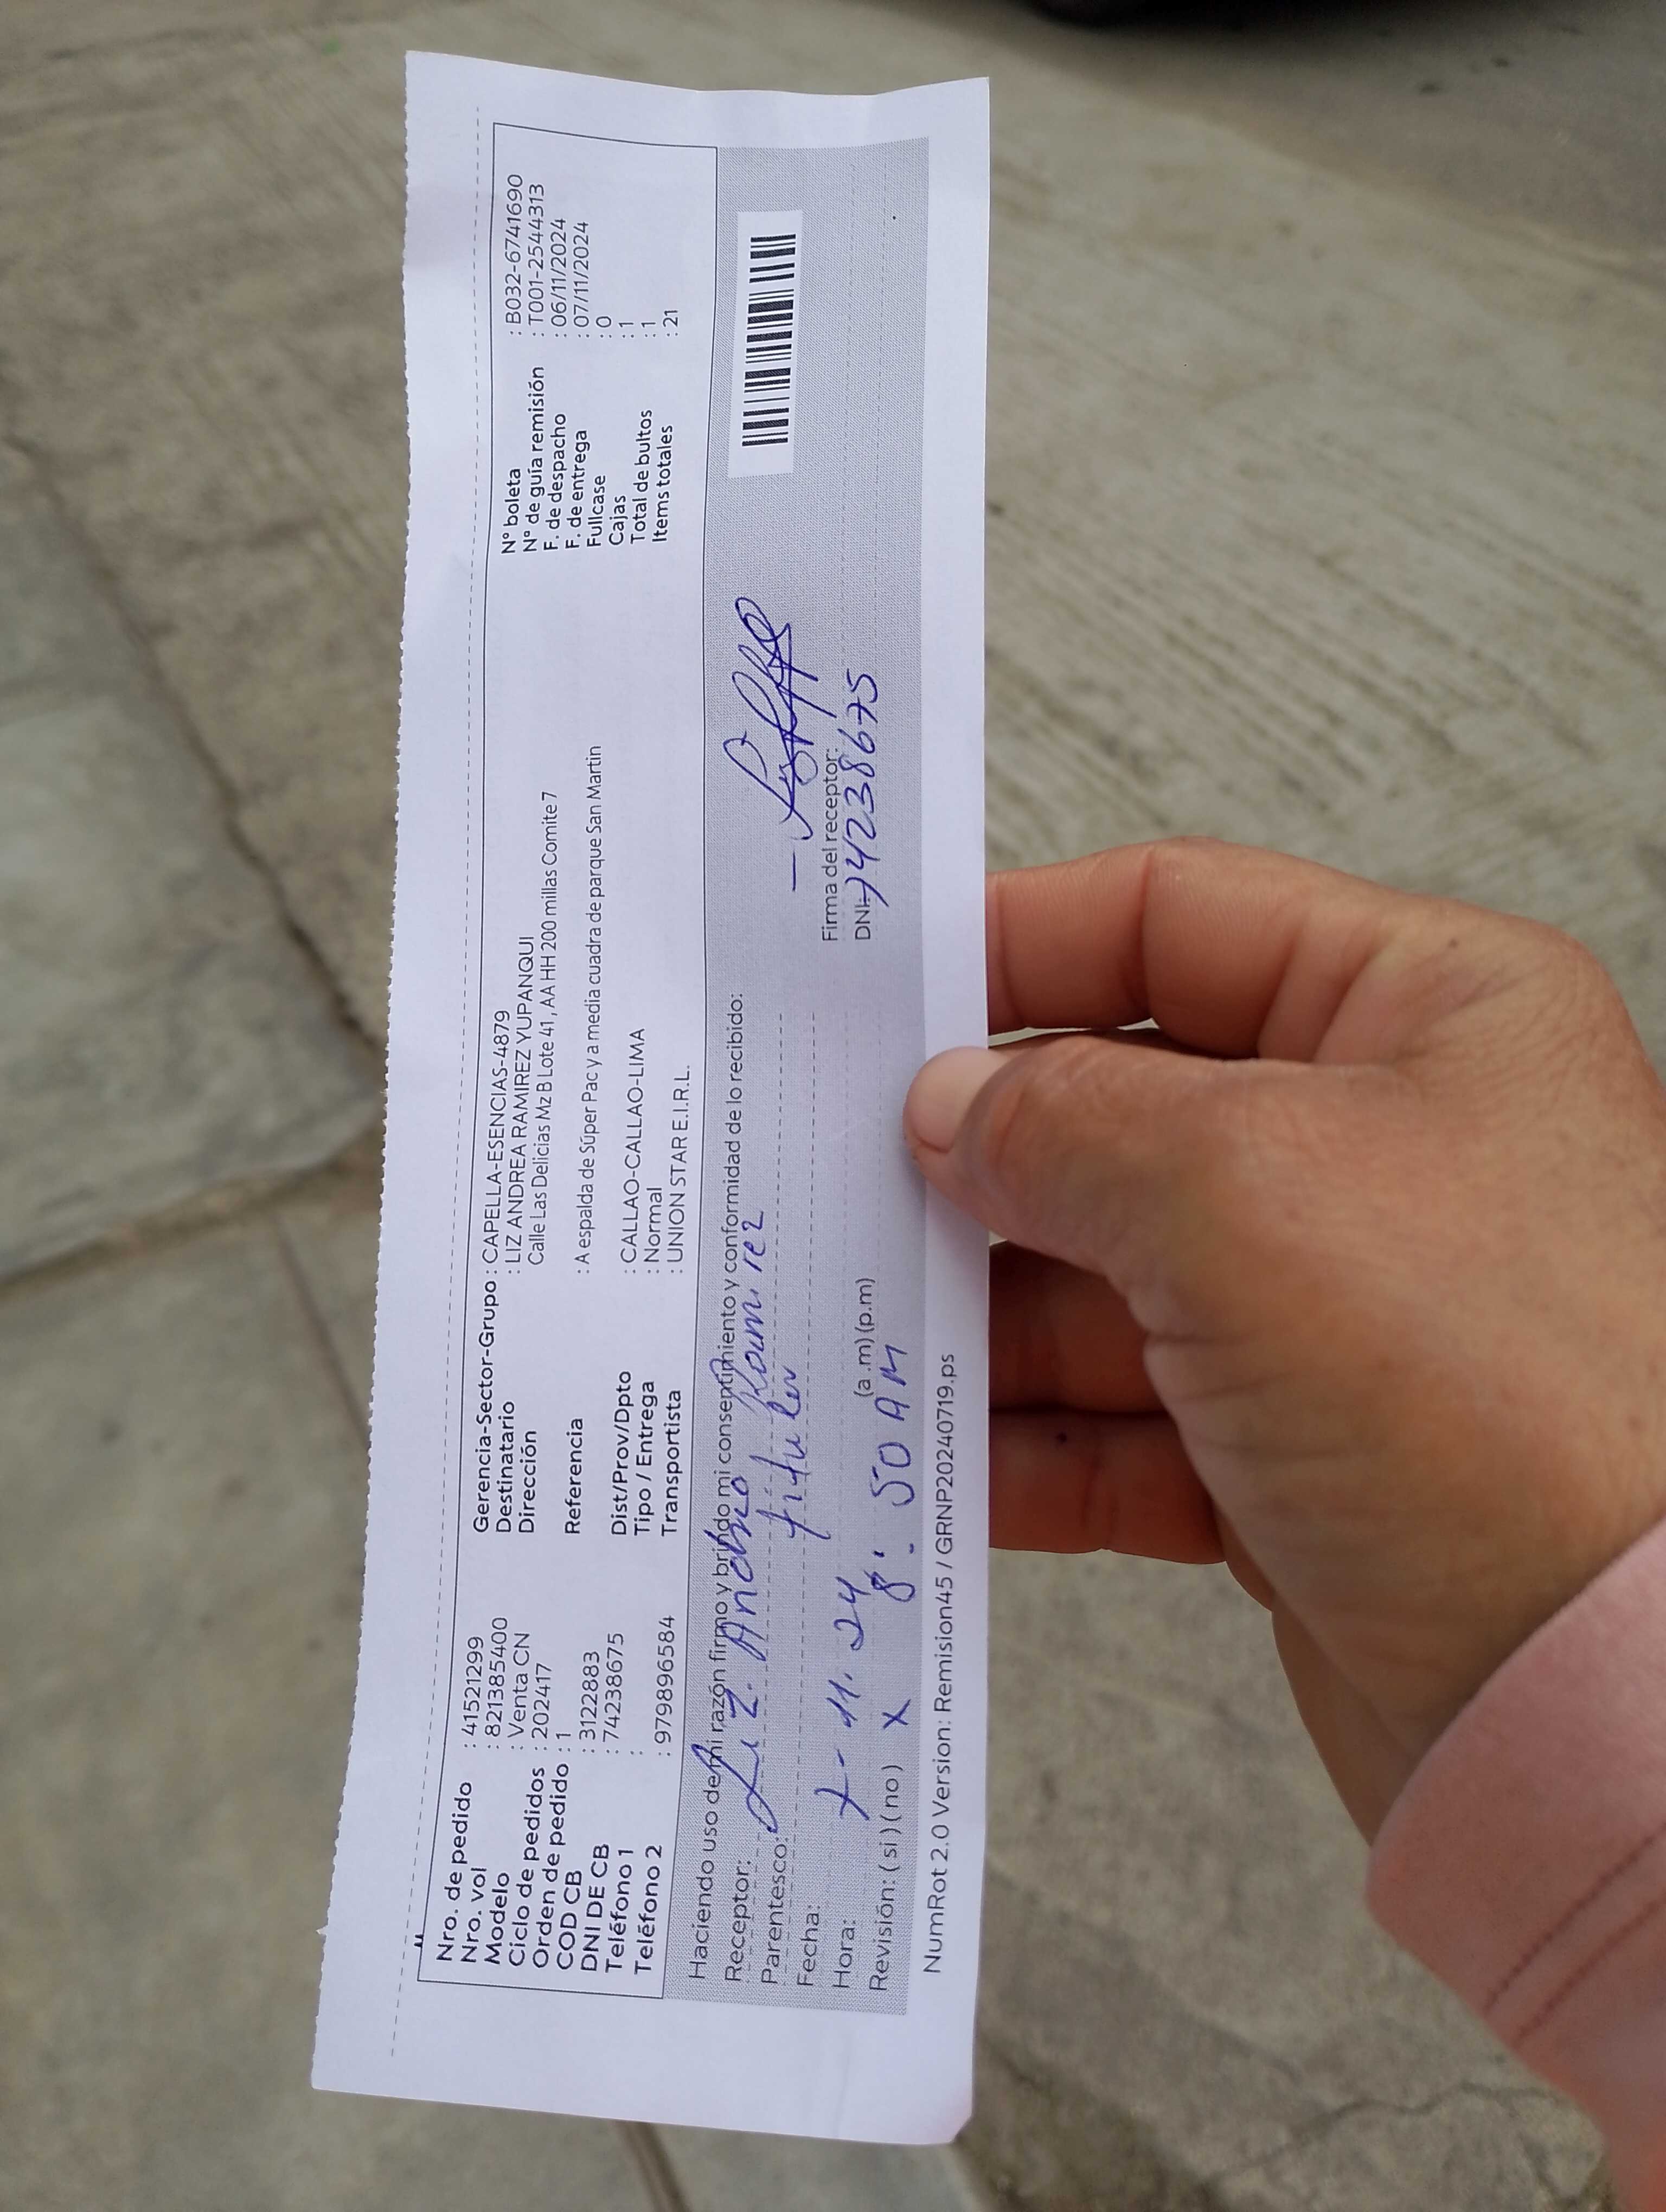 Nro. de pedido : 41521299
Nro. vol : 821385400
Modelo : Venta CN
Ciclo de pedidos : 202417
Orden de pedido : 1
COD CB : 3122883
DNI DE CB : 74238675
Teléfono 1 :
Teléfono 2 : 979896584
Gerencia-Sector-Grupo : CAPELLA-ESENCIAS-4879
Destinatario : LIZ ANDREA RAMIREZ YUPANQUI
Dirección Calle Las Delicias Mz B Lote 41, AA HH 200 millas Comite 7
Referencia : A espalda de Súper Pac y a media cuadra de parque San Martin
Dist/Prov/Dpto : CALLAO-CALLAO-LIMA
Tipo / Entrega : Normal
Transportista : UNION STAR E.I.R.L.
N° boleta : B032-6741690
N° de guía remisión : T001-2544313
F. de despacho : 06/11/2024
F. de entrega : 07/11/2024
Fullcase : 0
Cajas : 1
Total de bultos : 1
Items totales : 21
Haciendo uso de mi razón firmo y brindo mi consentimiento y conformidad de lo recibido:
Receptor: Liz Andrea Ramirez
Parentesco: titular
Fecha: 7-11.24
Hora: 8:50 AM (a.m) (p.m)
Revisión: (si) (no) X
Firma del receptor:
DNI: 74238675
NumRot 2.0 Version: Remision45 / GRNP20240719.ps